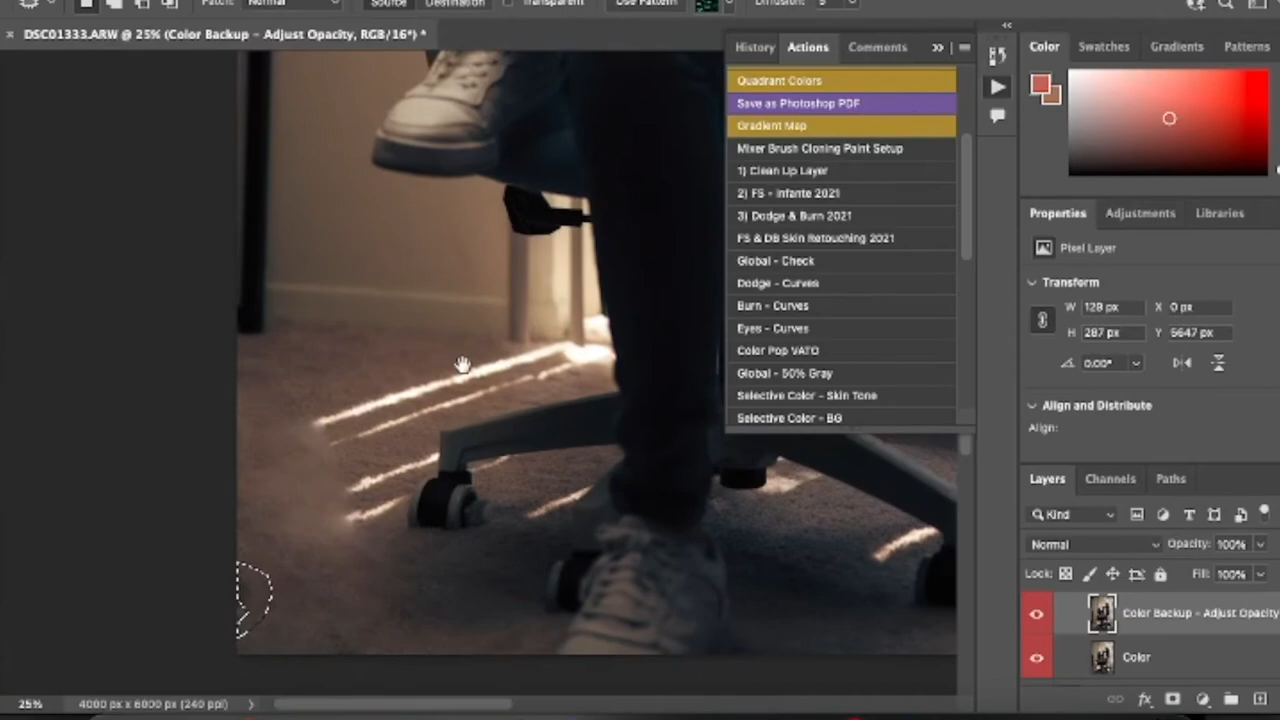 Patch: Normal Source Destination Transparent Use Pattern Diffusion: 5
× DSC01333.ARW @ 25% (Color Backup - Adjust Opacity, RGB/16*) *
History Actions Comments
Quadrant Colors
Save as Photoshop PDF
Gradient Map
Mixer Brush Cloning Paint Setup
1) Clean Up Layer
2) FS - Infante 2021
3) Dodge & Burn 2021
FS & DB Skin Retouching 2021
Global - Check
Dodge - Curves
Burn - Curves
Eyes - Curves
Color Pop VATO
Global - 50% Gray
Selective Color - Skin Tone
Selective Color - BG
Color Swatches Gradients Patterns
Properties Adjustments Libraries
Pixel Layer
Transform
W 129 px X 0 px
H 287 px Y 5647 px
0.00°
Align and Distribute
Align:
Layers Channels Paths
Kind
Normal Opacity: 100%
Lock: Fill: 100%
Color Backup - Adjust Opacity
Color
25% 4000 px x 6000 px (240 ppi)